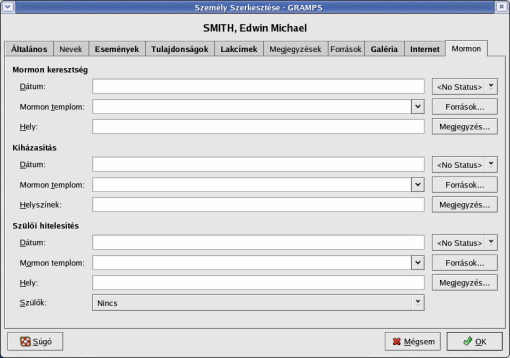 Személy Szerkesztése - GRAMPS
SMITH, Edwin Michael
Általános Nevek Események Tulajdonságok Lakcímek Megjegyzések Források Galéria Internet Mormon
Mormon keresztség
Dátum: <No Status>
Mormon templom: Források...
Hely: Megjegyzés...
Kiházasítás
Dátum: <No Status>
Mormon templom: Források...
Helyszínek: Megjegyzés...
Szülői hitelesítés
Dátum: <No Status>
Mormon templom: Források...
Hely: Megjegyzés...
Szülők: Nincs
Súgó Mégsem OK